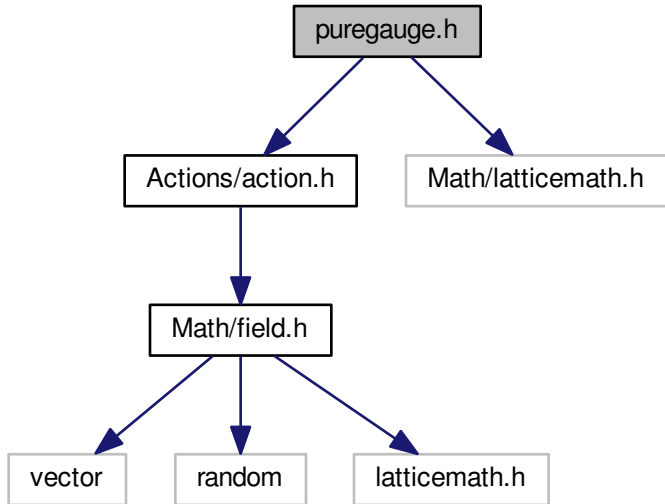 puregauge.h
Actions/action.h
Math/latticemath.h
Math/field.h
vector
random
latticemath.h